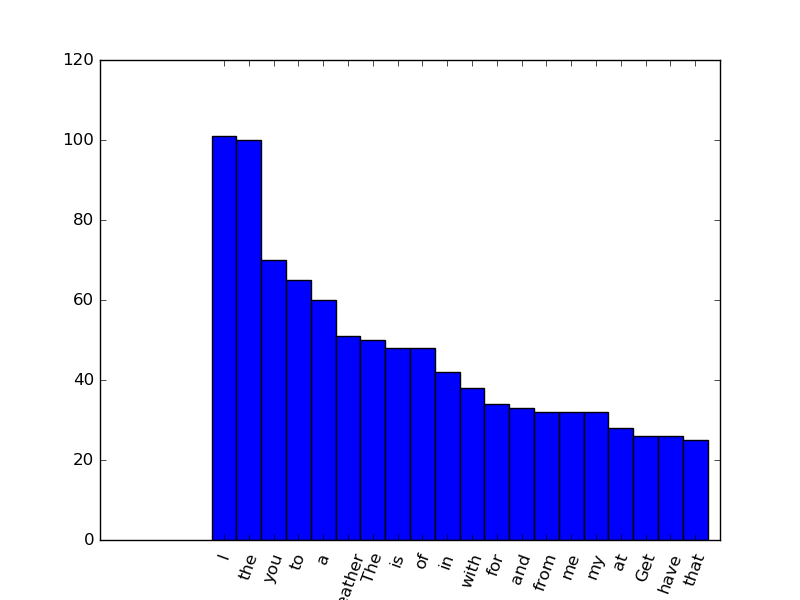 120
100
80
60
40
20
0
I
the
you
to
a
eather
The
is
of
in
with
for
and
from
me
my
at
Get
have
that